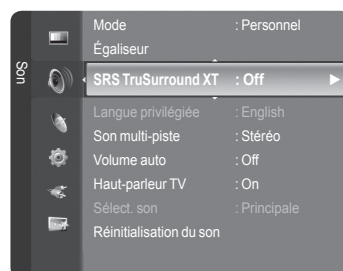 Son
Mode : Personnel
Égaliseur
SRS TruSurround XT : Off
Langue privilégiée : English
Son multi-piste : Stéréo
Volume auto : Off
Haut-parleur TV : On
Sélect. son : Principale
Réinitialisation du son